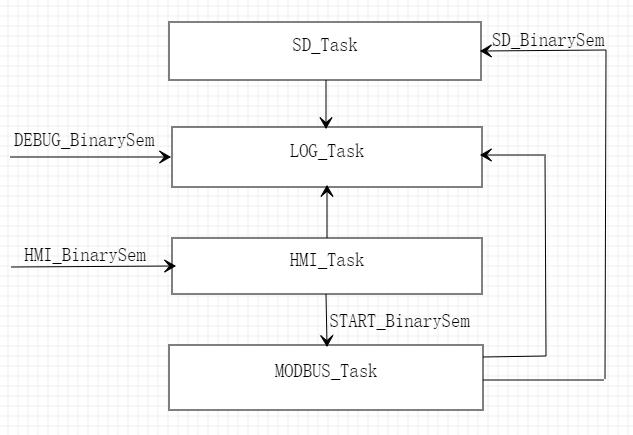 SD_Task
SD_BinarySem
DEBUG_BinarySem
LOG_Task
HMI_BinarySem
HMI_Task
START_BinarySem
MODBUS_Task